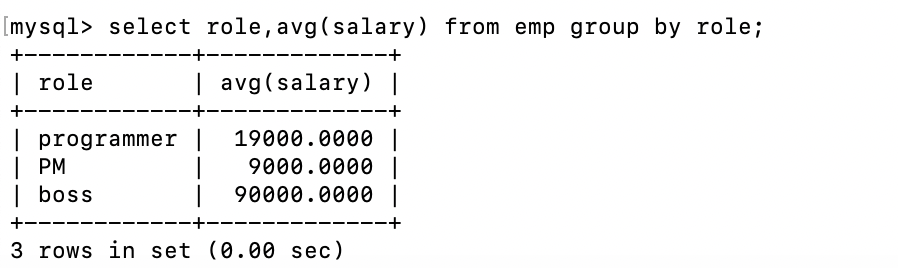 [mysql> select role,avg(salary) from emp group by role;
+------------+-------------+
| role       | avg(salary) |
+------------+-------------+
| programmer |  19000.0000 |
| PM         |   9000.0000 |
| boss       |  90000.0000 |
+------------+-------------+
3 rows in set (0.00 sec)